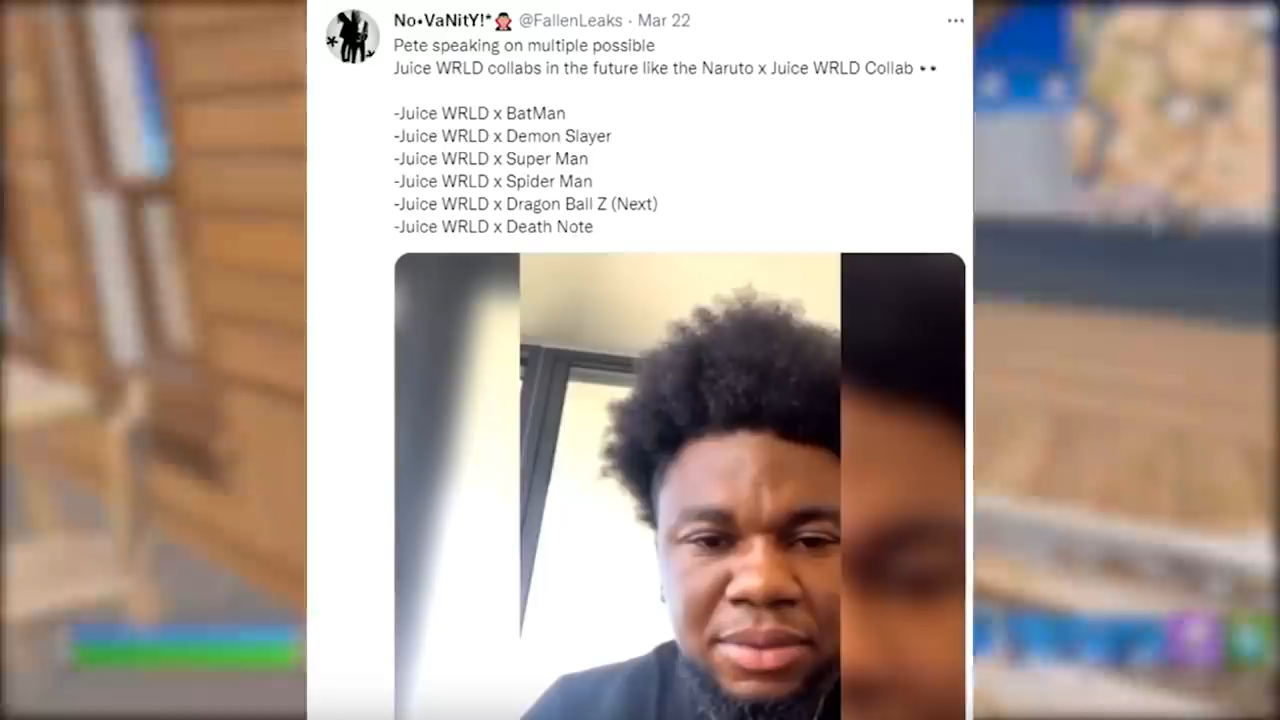 No•VaNitY!* @FallenLeaks · Mar 22
Pete speaking on multiple possible
Juice WRLD collabs in the future like the Naruto x Juice WRLD Collab 👀
-Juice WRLD x BatMan
-Juice WRLD x Demon Slayer
-Juice WRLD x Super Man
-Juice WRLD x Spider Man
-Juice WRLD x Dragon Ball Z (Next)
-Juice WRLD x Death Note